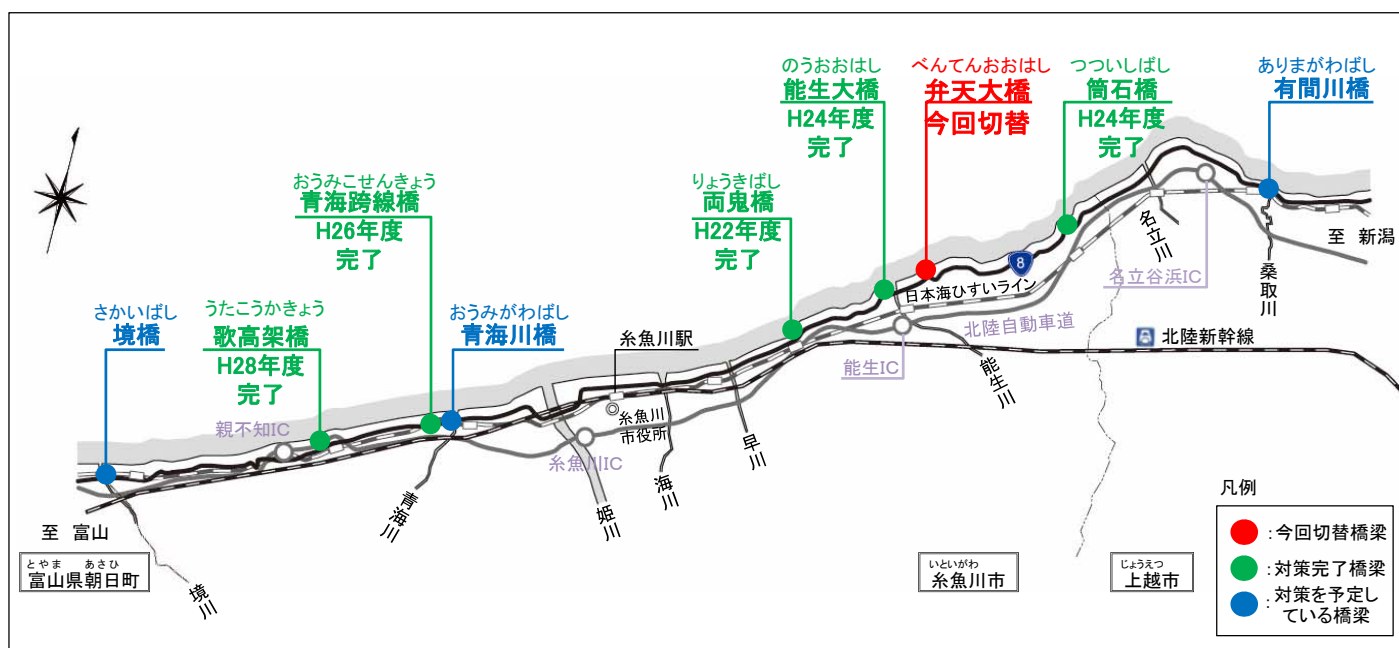 さかいばし
境橋
うたこうかきょう
歌高架橋
H28年度
完了
おうみこせんきょう
青海跨線橋
H26年度
完了
おうみがわばし
青海川橋
りょうきばし
両鬼橋
H22年度
完了
のうおおはし
能生大橋
H24年度
完了
べんてんおおはし
弁天大橋
今回切替
つついしばし
筒石橋
H24年度
完了
ありまがわばし
有間川橋
至 新潟
名立川
桑取川
名立谷浜IC
8
日本海ひすいライン
北陸自動車道
北陸新幹線
能生IC
能生川
糸魚川駅
糸魚川
市役所
早川
海川
糸魚川IC
姫川
親不知IC
青海川
至 富山
境川
とやま あさひ
富山県朝日町
いといがわ
糸魚川市
じょうえつ
上越市
凡例
:今回切替橋梁
:対策完了橋梁
:対策を予定し
ている橋梁